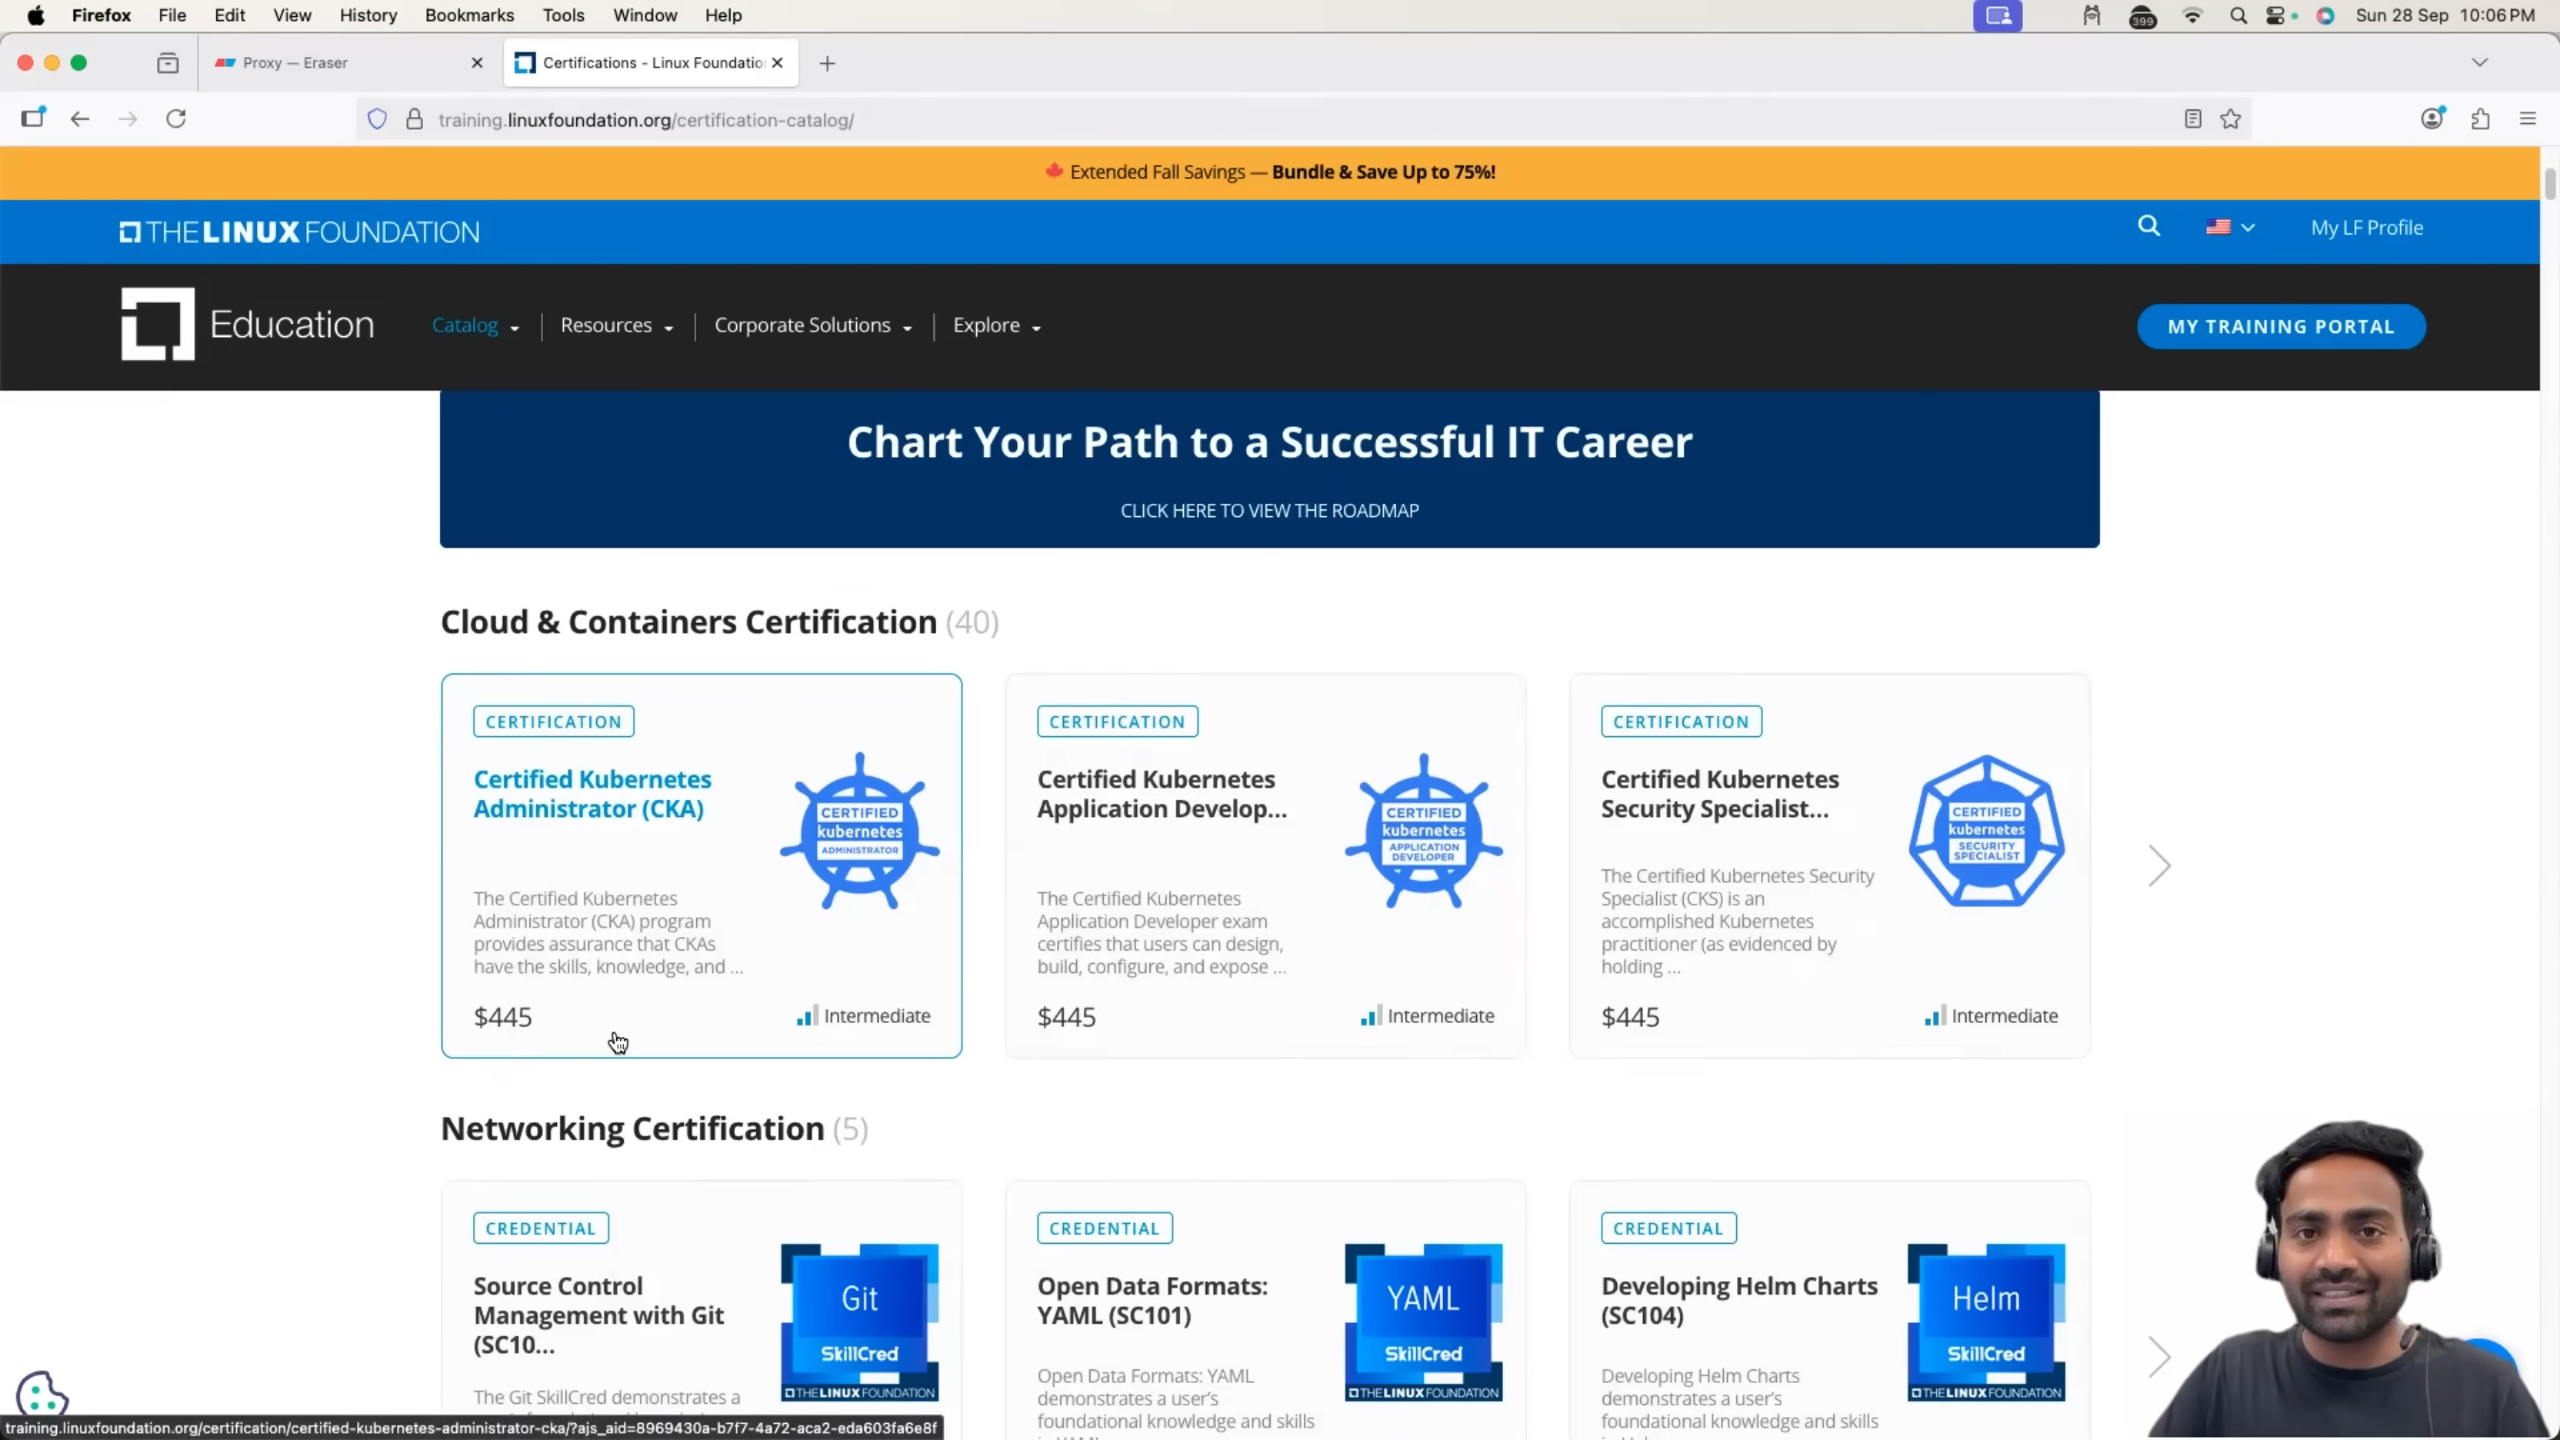 Firefox File Edit View History Bookmarks Tools Window Help
399
Sun 28 Sep 10:06 PM
Proxy — Eraser
Certifications - Linux Foundatio
training.linuxfoundation.org/certification-catalog/
Extended Fall Savings — Bundle & Save Up to 75%!
THE LINUX FOUNDATION
My LF Profile
Education
Catalog
Resources
Corporate Solutions
Explore
MY TRAINING PORTAL
Chart Your Path to a Successful IT Career
CLICK HERE TO VIEW THE ROADMAP
Cloud & Containers Certification (40)
CERTIFICATION
Certified Kubernetes
Administrator (CKA)
CERTIFIED
kubernetes
ADMINISTRATOR
The Certified Kubernetes
Administrator (CKA) program
provides assurance that CKAs
have the skills, knowledge, and ...
$445
Intermediate
CERTIFICATION
Certified Kubernetes
Application Develop...
CERTIFIED
kubernetes
APPLICATION
DEVELOPER
The Certified Kubernetes
Application Developer exam
certifies that users can design,
build, configure, and expose ...
$445
Intermediate
CERTIFICATION
Certified Kubernetes
Security Specialist...
CERTIFIED
kubernetes
SECURITY
SPECIALIST
The Certified Kubernetes Security
Specialist (CKS) is an
accomplished Kubernetes
practitioner (as evidenced by
holding ...
$445
Intermediate
Networking Certification (5)
CREDENTIAL
Source Control
Management with Git
(SC10...
Git
SkillCred
THE LINUX FOUNDATION
The Git SkillCred demonstrates a
CREDENTIAL
Open Data Formats:
YAML (SC101)
YAML
SkillCred
THE LINUX FOUNDATION
Open Data Formats: YAML
demonstrates a user's
foundational knowledge and skills
CREDENTIAL
Developing Helm Charts
(SC104)
Helm
SkillCred
THE LINUX FOUNDATION
Developing Helm Charts
demonstrates a user's
foundational knowledge and skills
training.linuxfoundation.org/certification/certified-kubernetes-administrator-cka/?ajs_aid=8969430a-b7f7-4a72-aca2-eda603fa6e8f